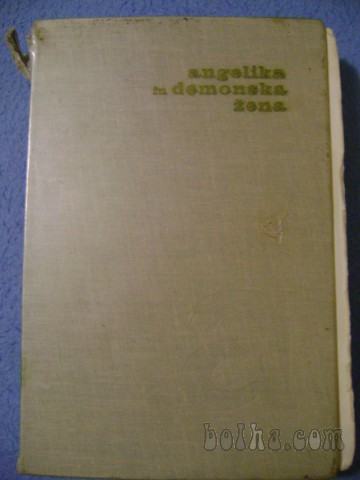 angelika
in demonska
žena
bolha.com